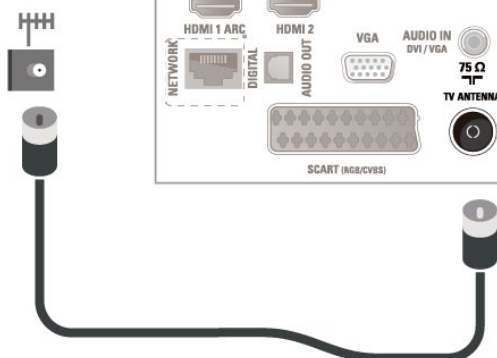 HDMI 1 ARC
HDMI 2
VGA
AUDIO IN
DVI / VGA
75 Ω
TV ANTENNA
NETWORK
DIGITAL
AUDIO OUT
SCART (RGB/CVBS)